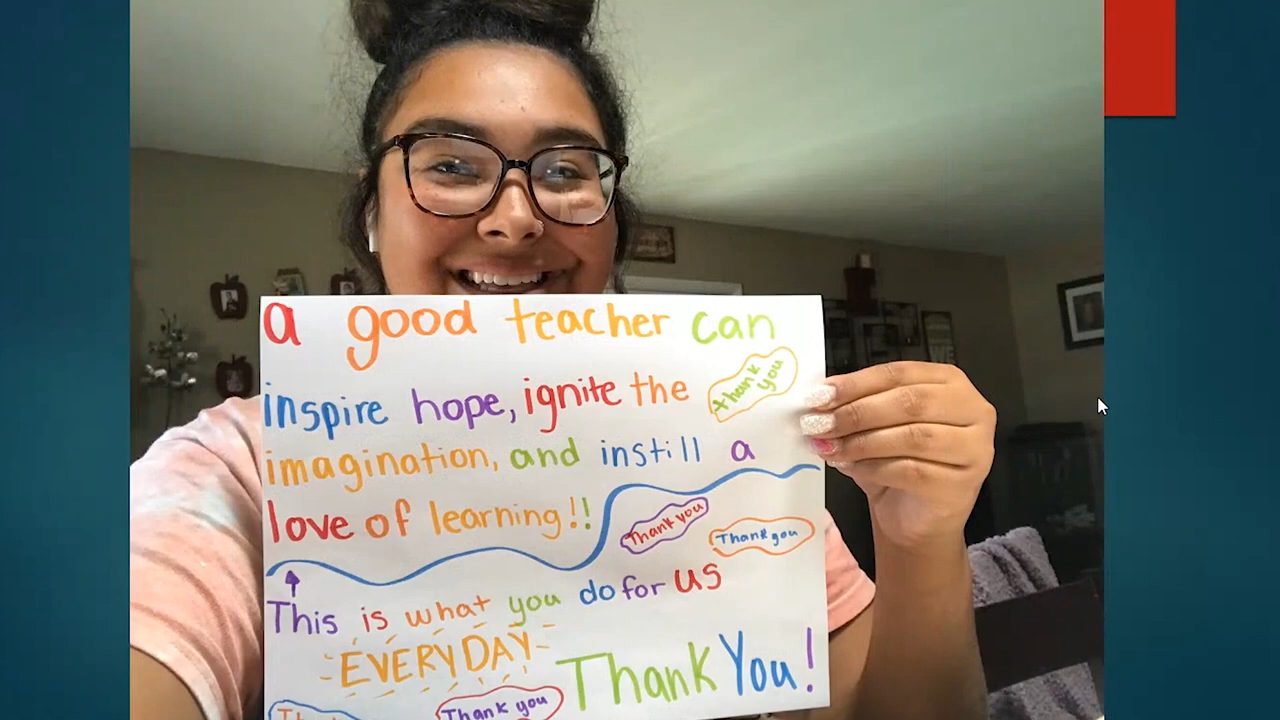 a good teacher can
inspire hope, ignite the
thank you
imagination, and instill a
love of learning!!
Thank you
Thank you
This is what you do for us
EVERYDAY
Thank You!
Thank you